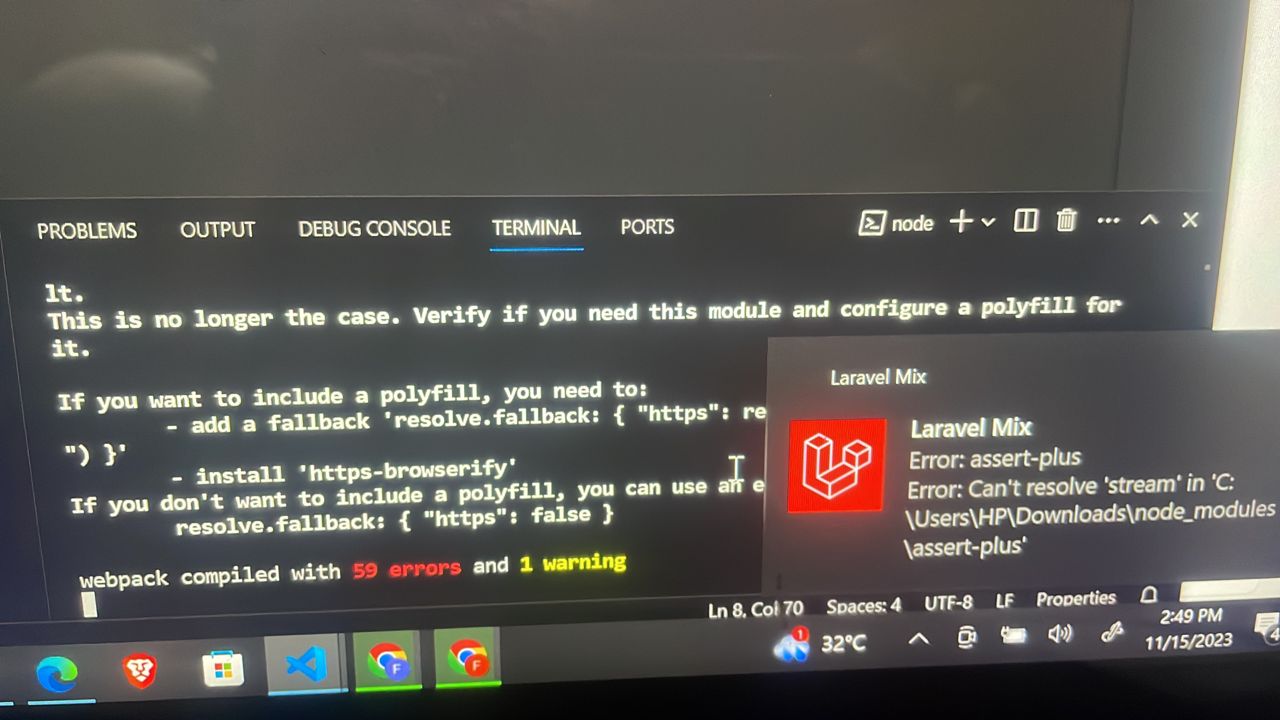 PROBLEMS OUTPUT DEBUG CONSOLE TERMINAL PORTS node
lt.
This is no longer the case. Verify if you need this module and configure a polyfill for
it.
If you want to include a polyfill, you need to:
- add a fallback 'resolve.fallback: { "https": re
") }'
- install 'https-browserify'
If you don't want to include a polyfill, you can use an e
resolve.fallback: { "https": false }
webpack compiled with 59 errors and 1 warning
Laravel Mix
Laravel Mix
Error: assert-plus
Error: Can't resolve 'stream' in 'C:
\Users\HP\Downloads\node_modules
\assert-plus'
Ln 8, Col 70 Spaces: 4 UTF-8 LF Properties
F
F
1
32°C
2:49 PM
11/15/2023
4